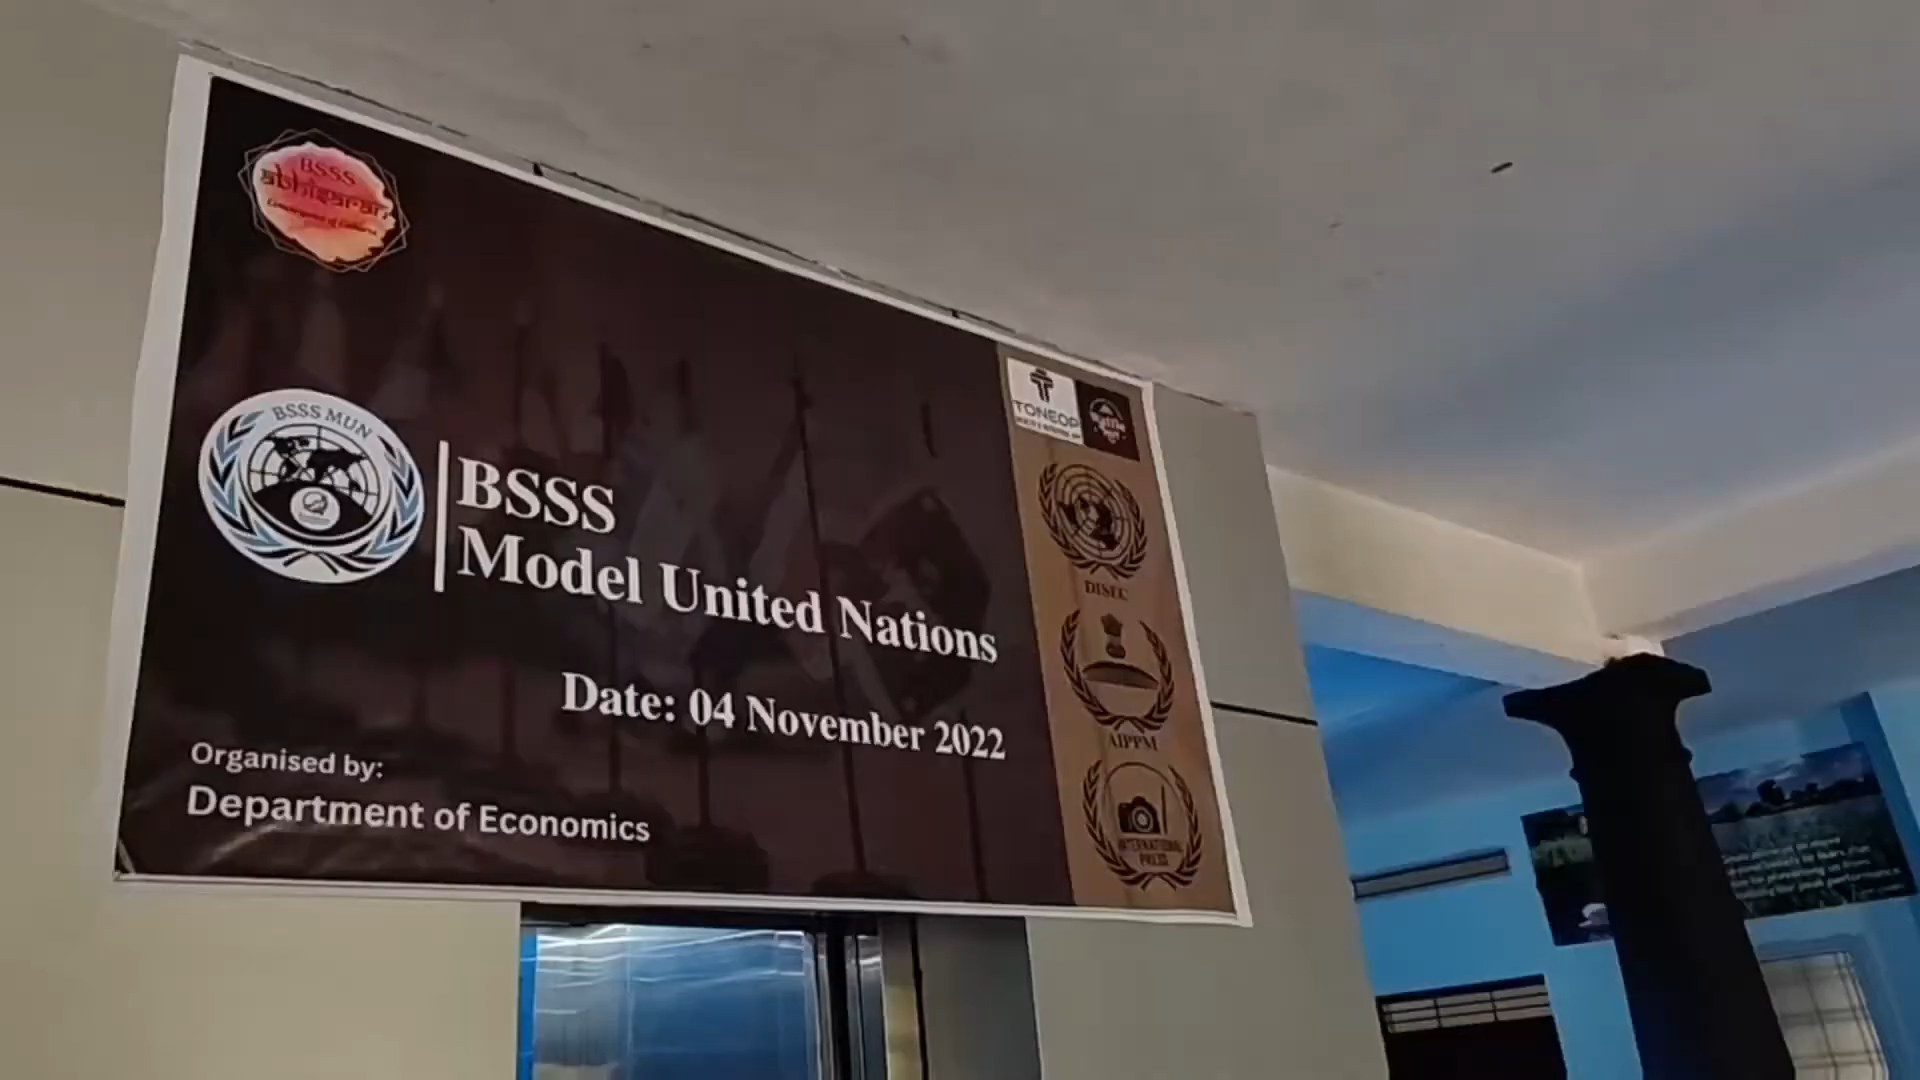 BSSS
abhisaran
BSSS MUN
BSSS
Model United Nations
Date: 04 November 2022
Organised by:
Department of Economics
TONEOP
DISEC
AIPPM
INTERNATIONAL
PRESS